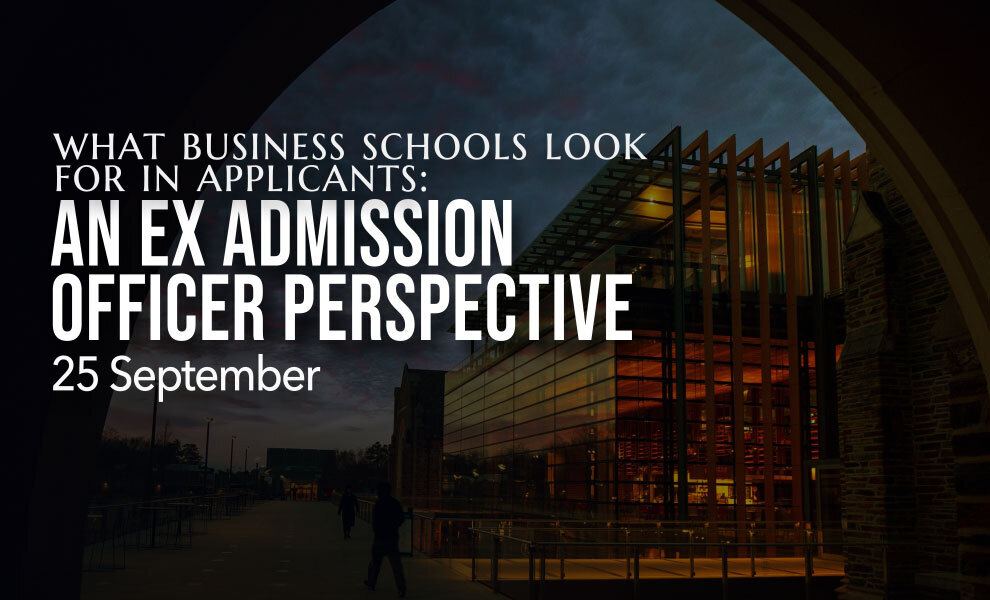 WHAT BUSINESS SCHOOLS LOOK
FOR IN APPLICANTS:
AN EX ADMISSION
OFFICER PERSPECTIVE
25 September